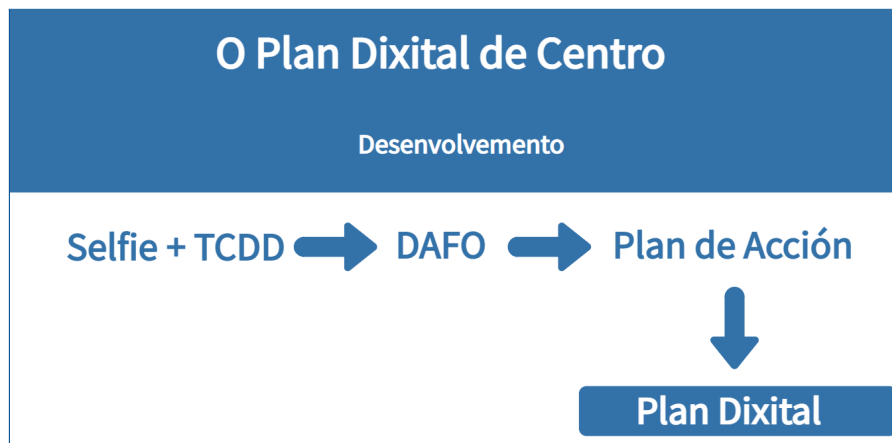 O Plan Dixital de Centro
Desenvolvemento
Selfie + TCDD DAFO Plan de Acción
Plan Dixital